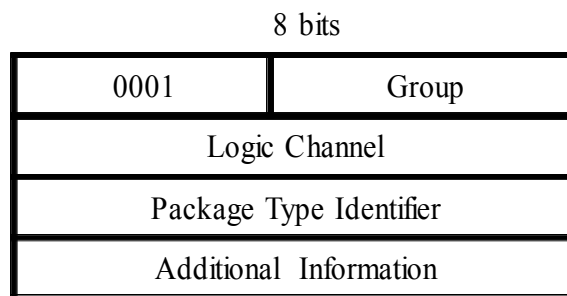 8 bits
0001 Group
Logic Channel
Package Type Identifier
Additional Information